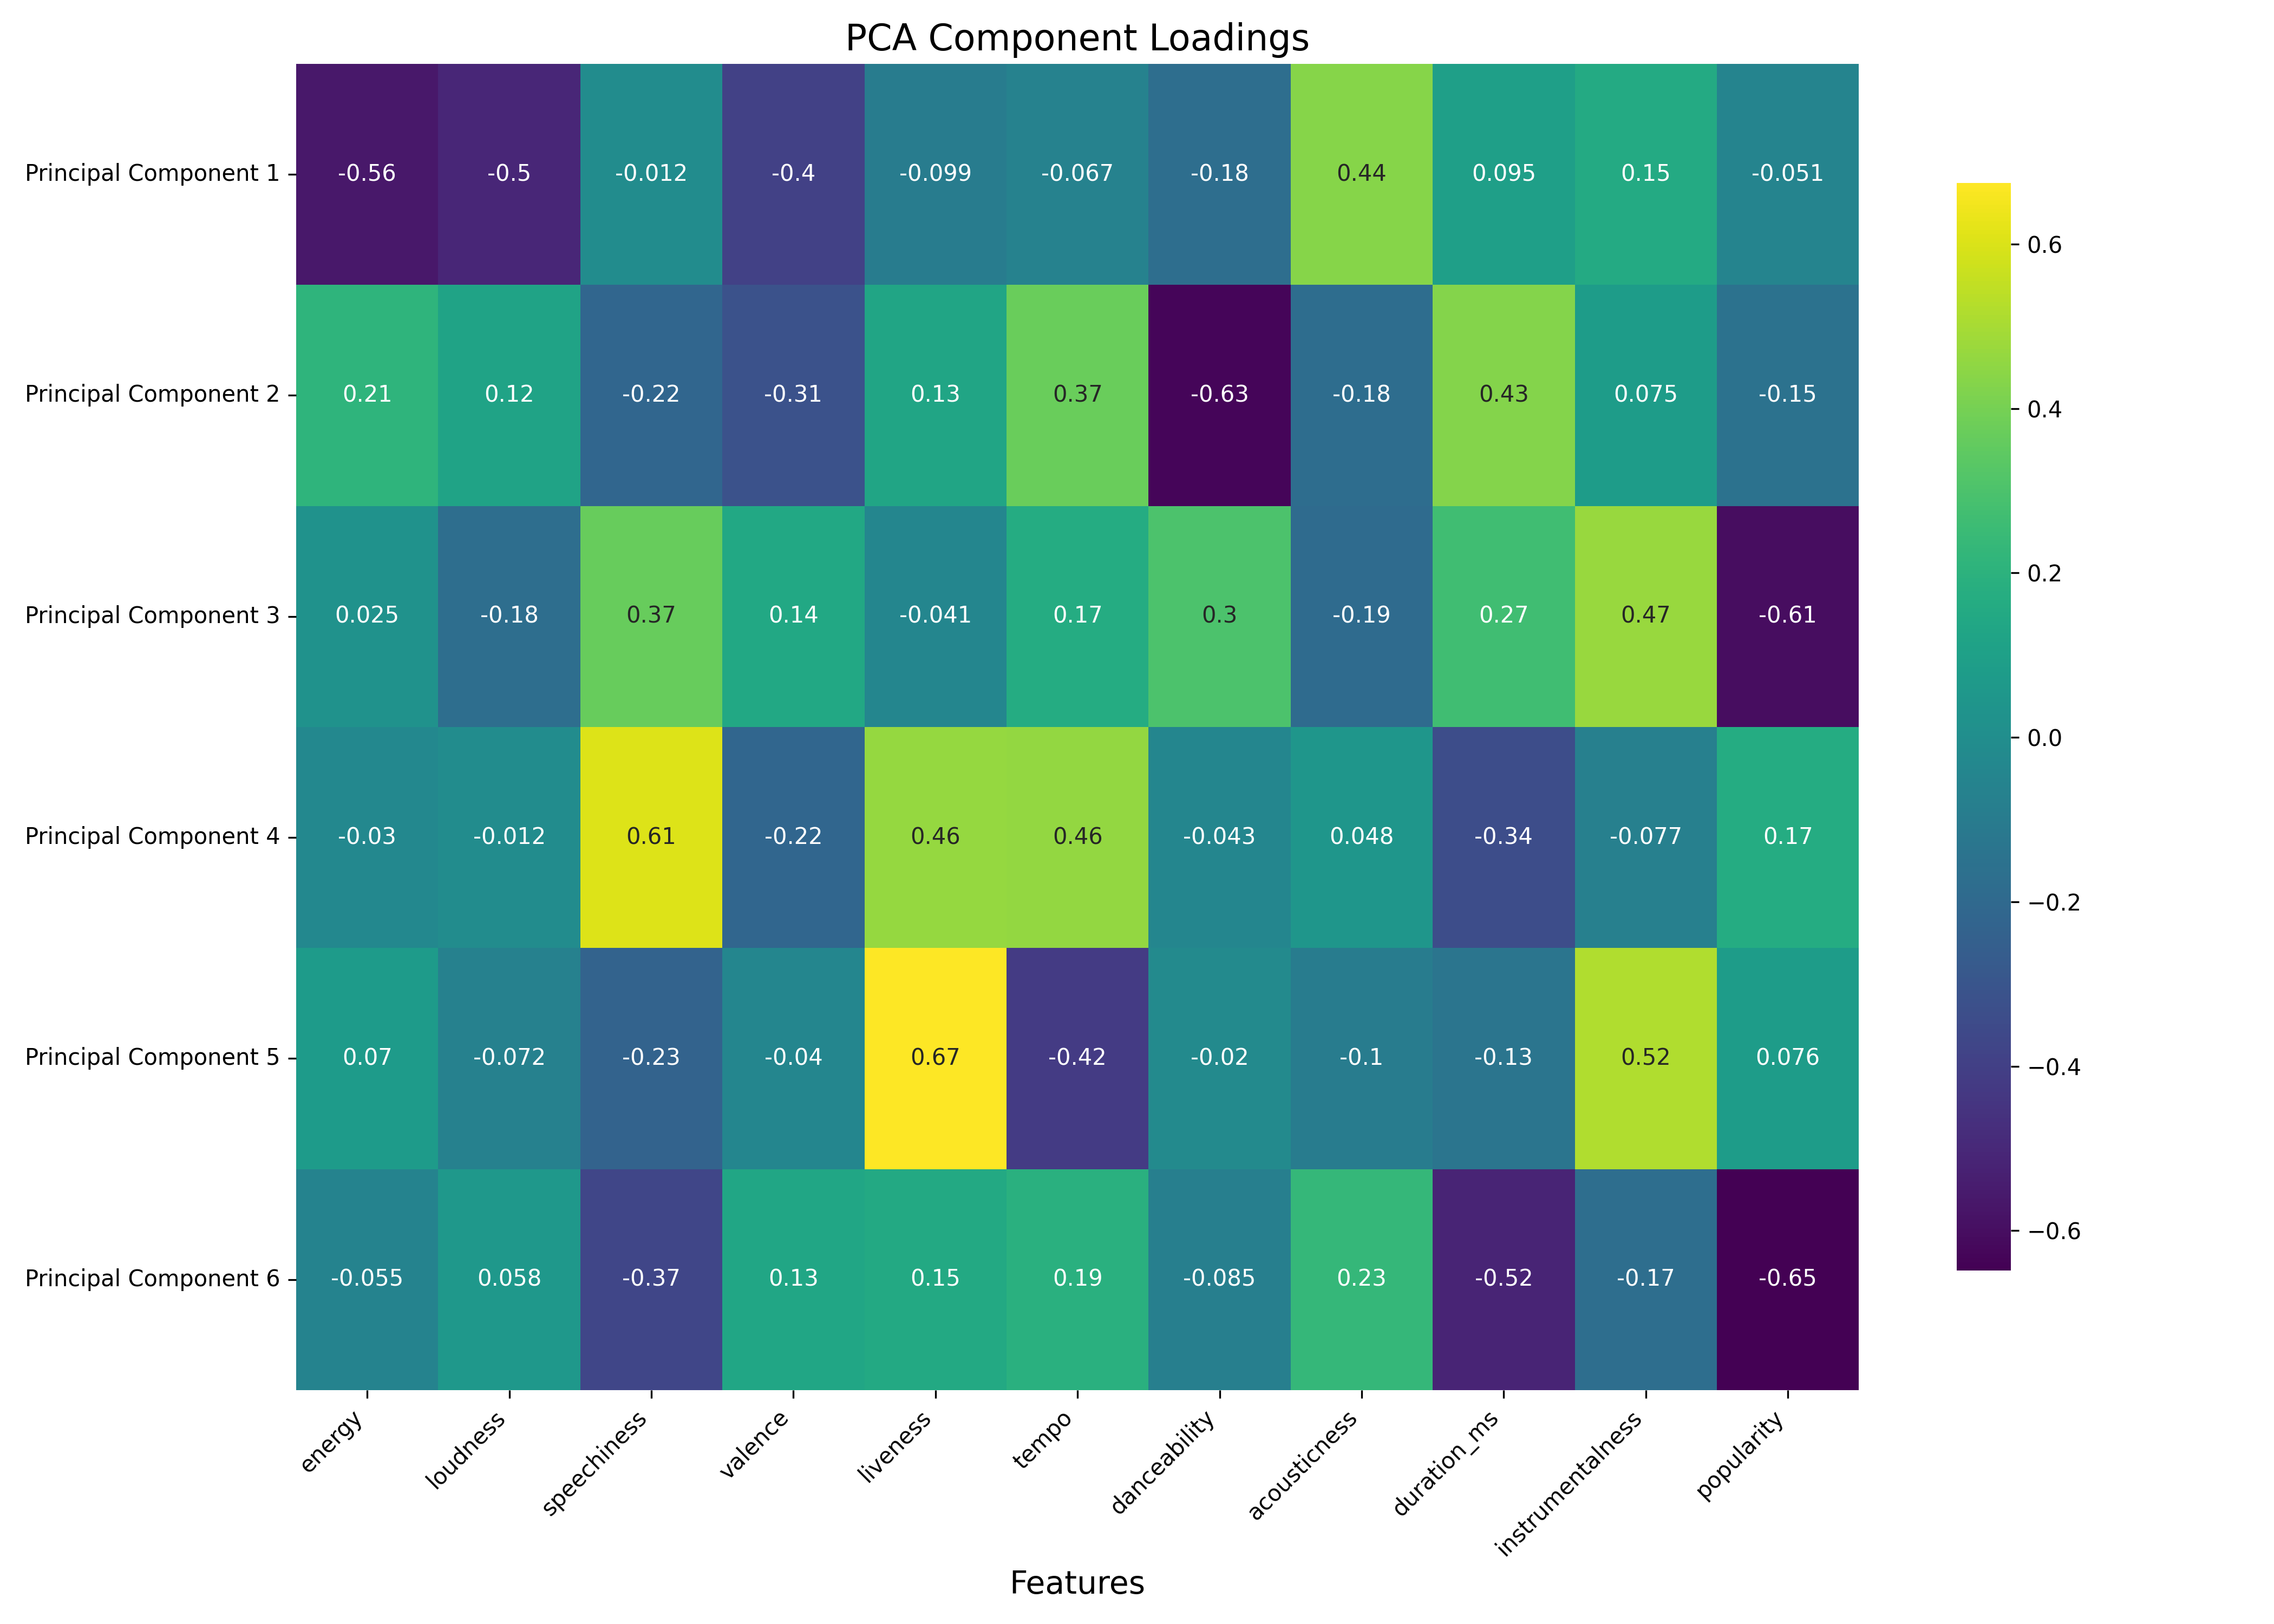 PCA Component Loadings
Principal Component 1 -0.56 -0.5 -0.012 -0.4 -0.099 -0.067 -0.18 0.44 0.095 0.15 -0.051
Principal Component 2 0.21 0.12 -0.22 -0.31 0.13 0.37 -0.63 -0.18 0.43 0.075 -0.15
Principal Component 3 0.025 -0.18 0.37 0.14 -0.041 0.17 0.3 -0.19 0.27 0.47 -0.61
Principal Component 4 -0.03 -0.012 0.61 -0.22 0.46 0.46 -0.043 0.048 -0.34 -0.077 0.17
Principal Component 5 0.07 -0.072 -0.23 -0.04 0.67 -0.42 -0.02 -0.1 -0.13 0.52 0.076
Principal Component 6 -0.055 0.058 -0.37 0.13 0.15 0.19 -0.085 0.23 -0.52 -0.17 -0.65
energy loudness speechiness valence liveness tempo danceability acousticness duration_ms instrumentalness popularity
Features
0.6
0.4
0.2
0.0
−0.2
−0.4
−0.6